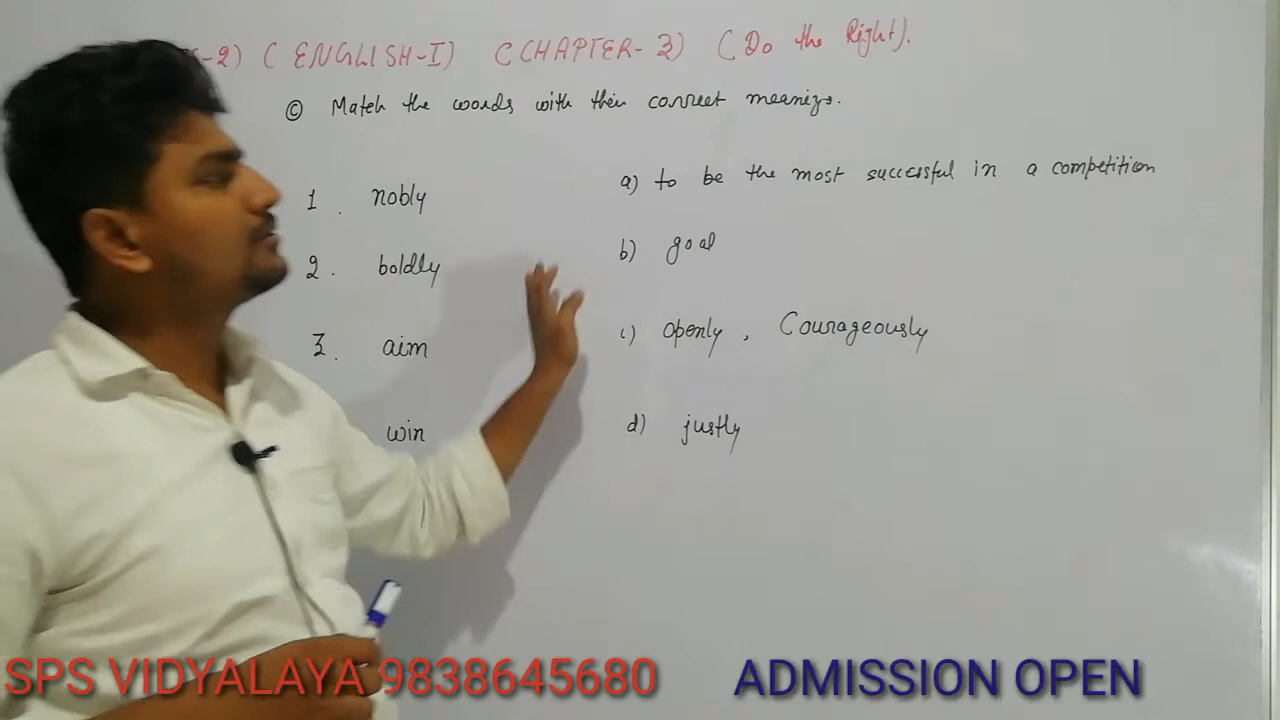 -2) ( ENGLISH-I) ( CHAPTER- 3) ( Do the Right).
© Match the words with their correct meanings.
1. nobly
a) to be the most successful in a competition
2. boldly
b) goal
3. aim
c) openly, Courageously
win
d) justly
SPS VIDYALAYA 9838645680 ADMISSION OPEN